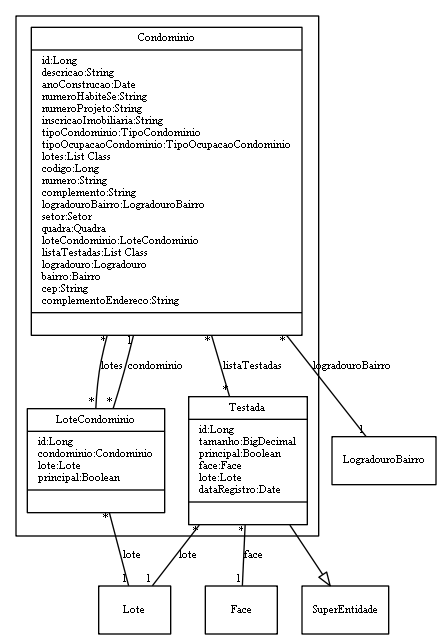 Condominio
id:Long
descricao:String
anoConstrucao:Date
numeroHabiteSe:String
numeroProjeto:String
inscricaoImobiliaria:String
tipoCondominio:TipoCondominio
tipoOcupacaoCondominio:TipoOcupacaoCondominio
lotes:List Class
codigo:Long
numero:String
complemento:String
logradouroBairro:LogradouroBairro
setor:Setor
quadra:Quadra
loteCondominio:LoteCondominio
listaTestadas:List Class
logradouro:Logradouro
bairro:Bairro
cep:String
complementoEndereco:String
* 1 * *
lotes condominio listaTestadas logradouroBairro
* * *
LoteCondominio
id:Long
condominio:Condominio
lote:Lote
principal:Boolean
Testada
id:Long
tamanho:BigDecimal
principal:Boolean
face:Face
lote:Lote
dataRegistro:Date
1
LogradouroBairro
* * *
lote lote face
1 1 1
Lote
Face
SuperEntidade